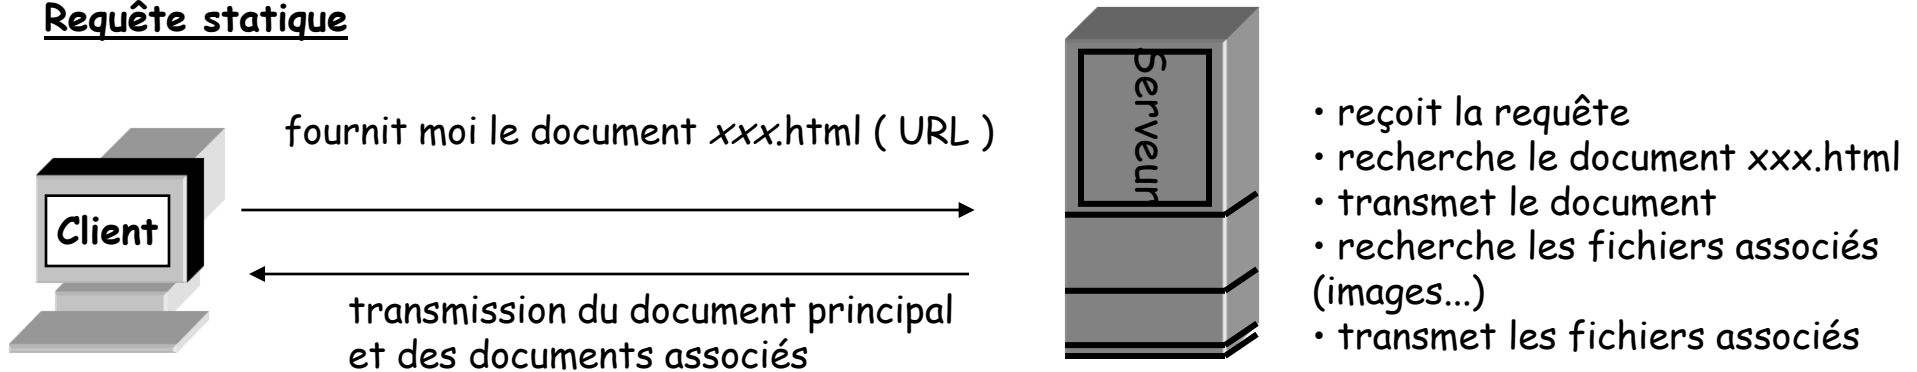 Requête statique
fournit moi le document xxx.html ( URL )
Client
transmission du document principal
et des documents associés
Serveur
• reçoit la requête
• recherche le document xxx.html
• transmet le document
• recherche les fichiers associés
(images...)
• transmet les fichiers associés